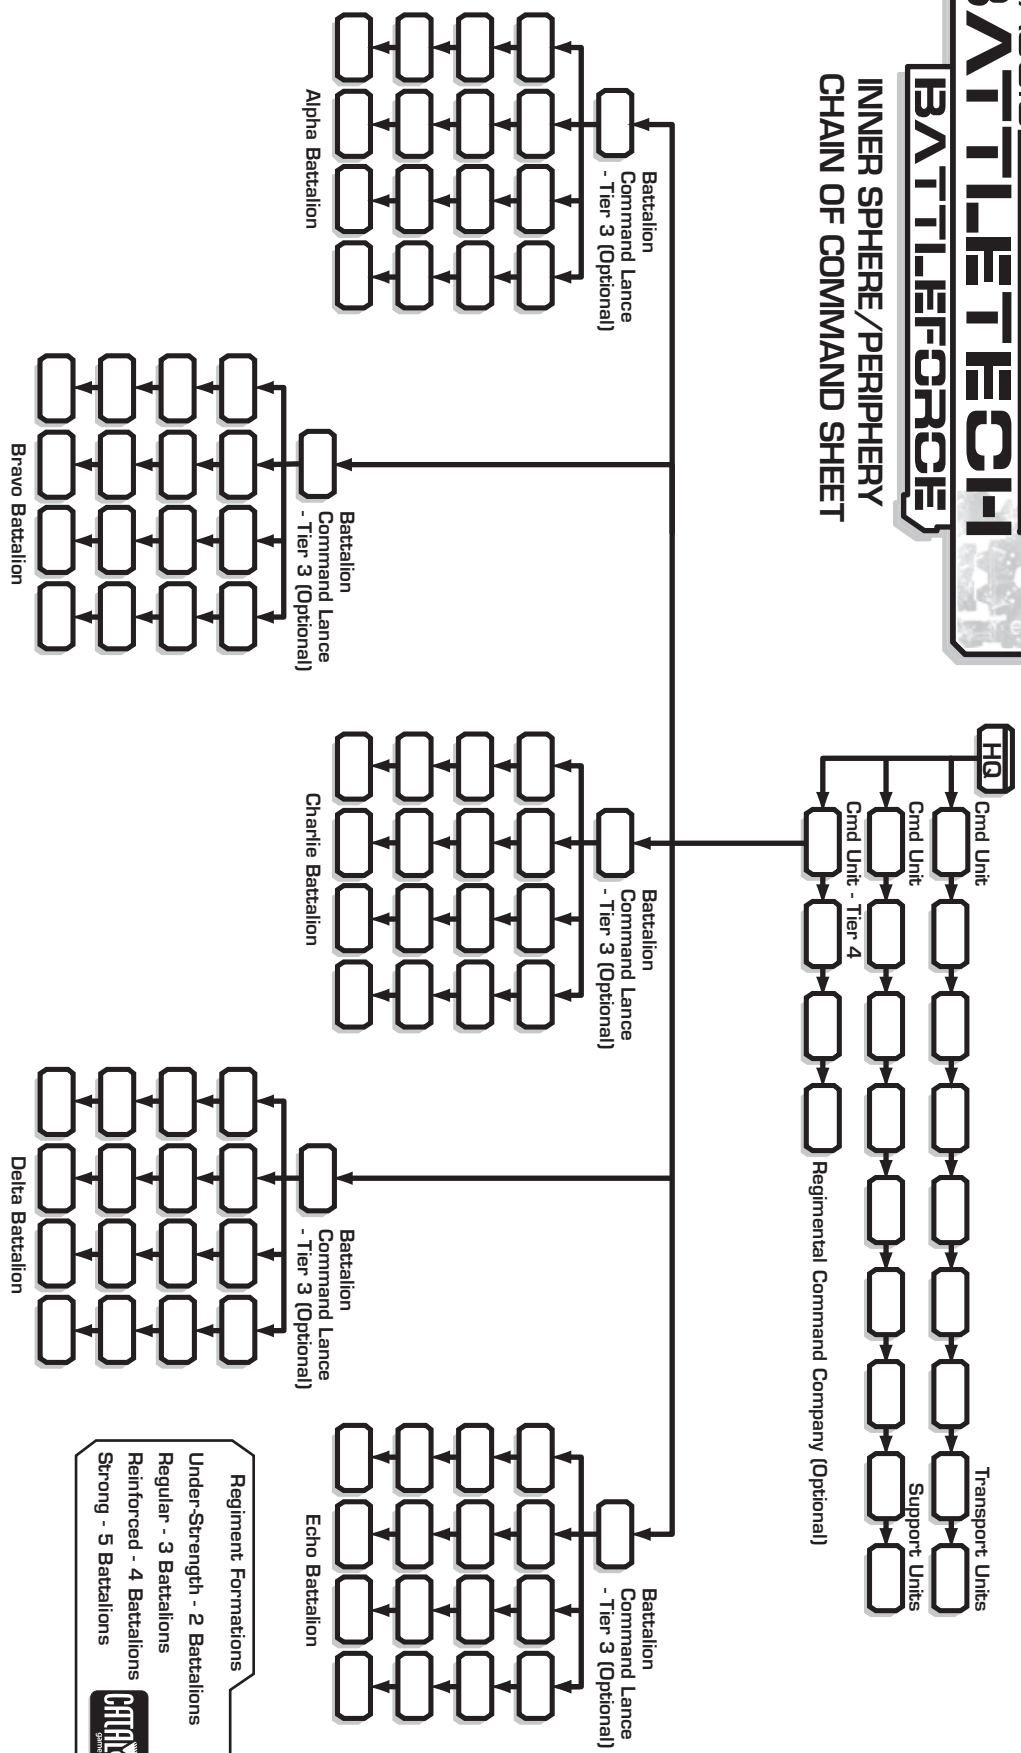 BATTLETECH
BATTLEFORCE
INNER SPHERE/PERIPHERY
CHAIN OF COMMAND SHEET
HQ
Cmd Unit
Transport Units
Cmd Unit
Support Units
Cmd Unit - Tier 4
Regimental Command Company (Optional)
Battalion
Command Lance
- Tier 3 (Optional)
Alpha Battalion
Battalion
Command Lance
- Tier 3 (Optional)
Bravo Battalion
Battalion
Command Lance
- Tier 3 (Optional)
Charlie Battalion
Battalion
Command Lance
- Tier 3 (Optional)
Delta Battalion
Battalion
Command Lance
- Tier 3 (Optional)
Echo Battalion
Regiment Formations
Under-Strength - 2 Battalions
Regular - 3 Battalions
Reinforced - 4 Battalions
Strong - 5 Battalions